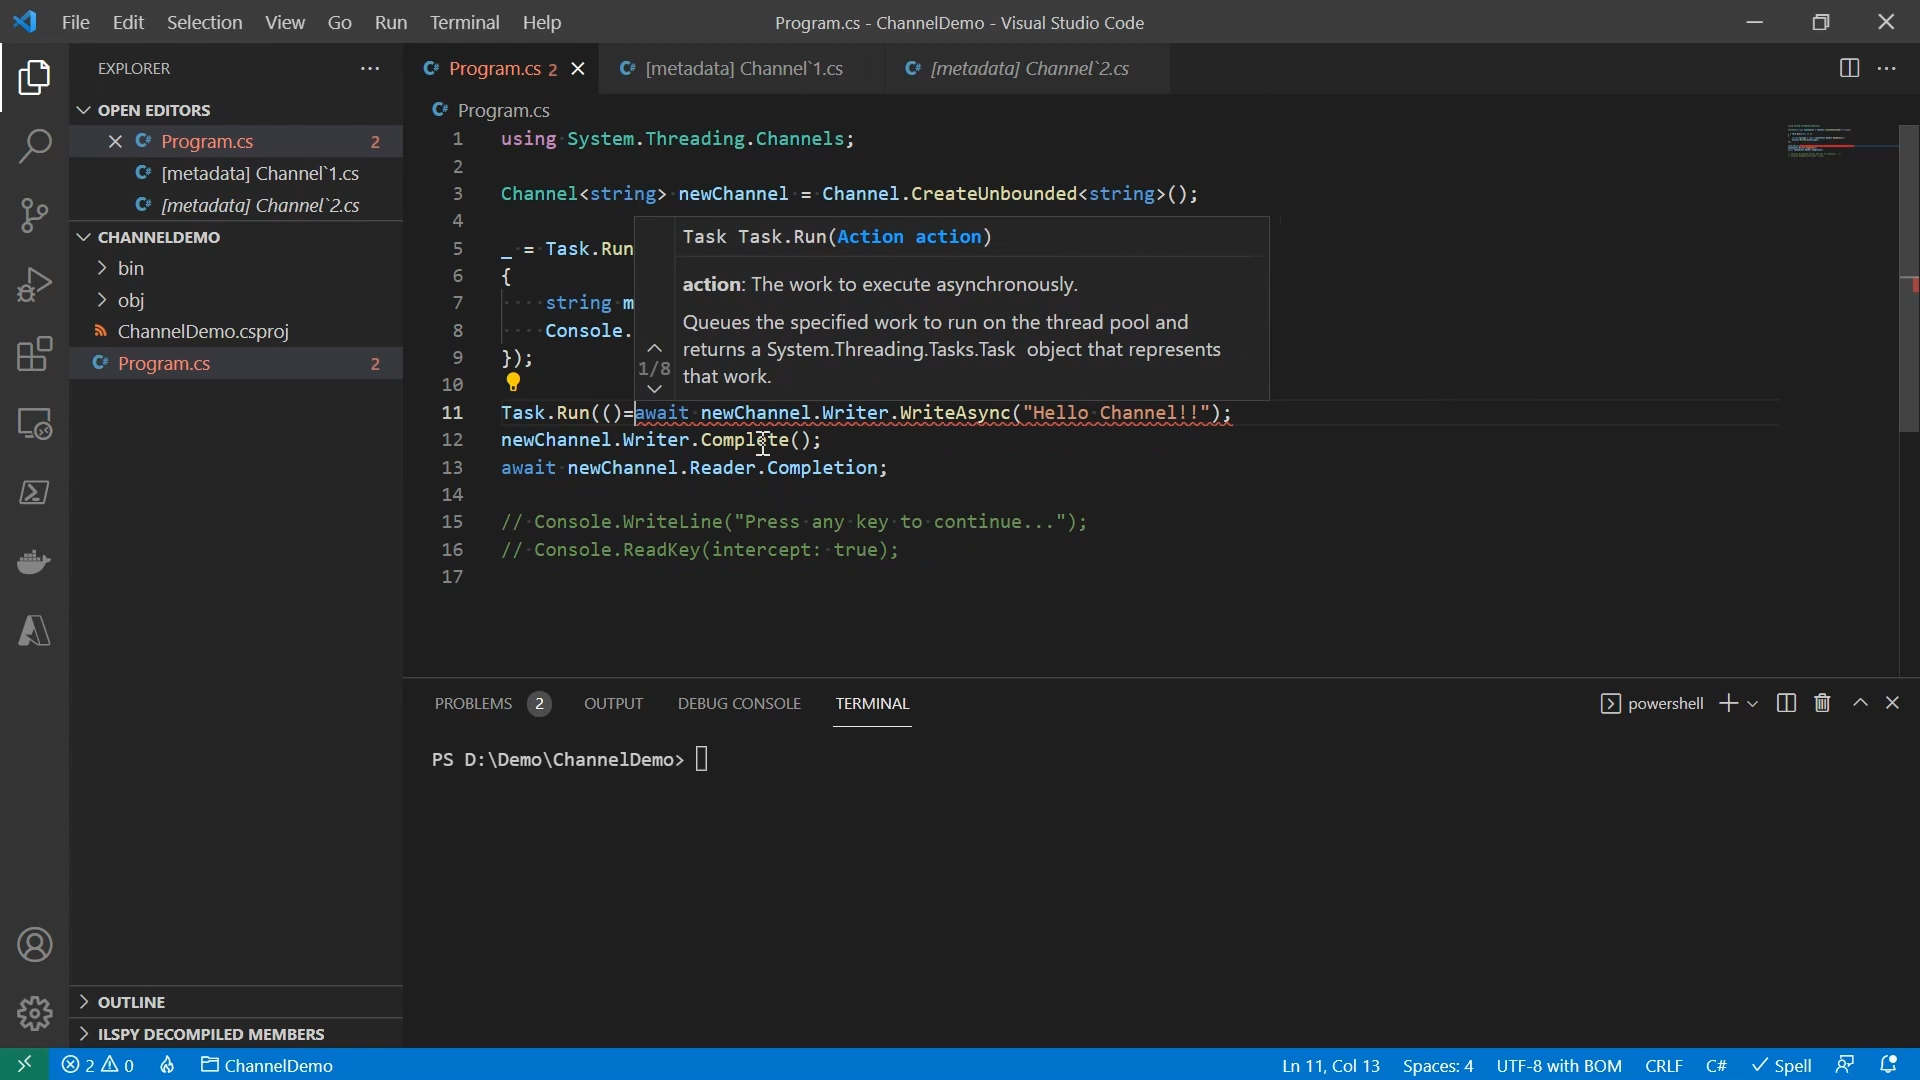 File Edit Selection View Go Run Terminal Help
Program.cs - ChannelDemo - Visual Studio Code
EXPLORER
OPEN EDITORS
Program.cs 2
[metadata] Channel`1.cs
[metadata] Channel`2.cs
CHANNELDEMO
bin
obj
ChannelDemo.csproj
Program.cs 2
OUTLINE
ILSPY DECOMPILED MEMBERS
C# Program.cs 2
C# [metadata] Channel`1.cs
C# [metadata] Channel`2.cs
C# Program.cs
1 using System.Threading.Channels;
2
3 Channel<string> newChannel = Channel.CreateUnbounded<string>();
4
5 _ = Task.Run
6 {
7 string m
8 Console.
9 });
10
Task Task.Run(Action action)
action: The work to execute asynchronously.
Queues the specified work to run on the thread pool and
returns a System.Threading.Tasks.Task object that represents
that work.
1/8
11 Task.Run(()=await newChannel.Writer.WriteAsync("Hello Channel!!");
12 newChannel.Writer.Complete();
13 await newChannel.Reader.Completion;
14
15 // Console.WriteLine("Press any key to continue...");
16 // Console.ReadKey(intercept: true);
17
PROBLEMS 2 OUTPUT DEBUG CONSOLE TERMINAL
powershell
PS D:\Demo\ChannelDemo>
2 0 ChannelDemo
Ln 11, Col 13 Spaces: 4 UTF-8 with BOM CRLF C# Spell